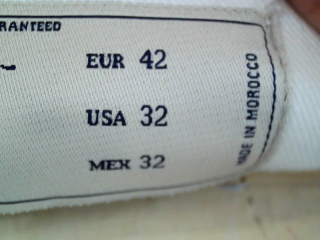 RANTEED
EUR 42
USA 32
MEX 32
MADE IN MOROCCO